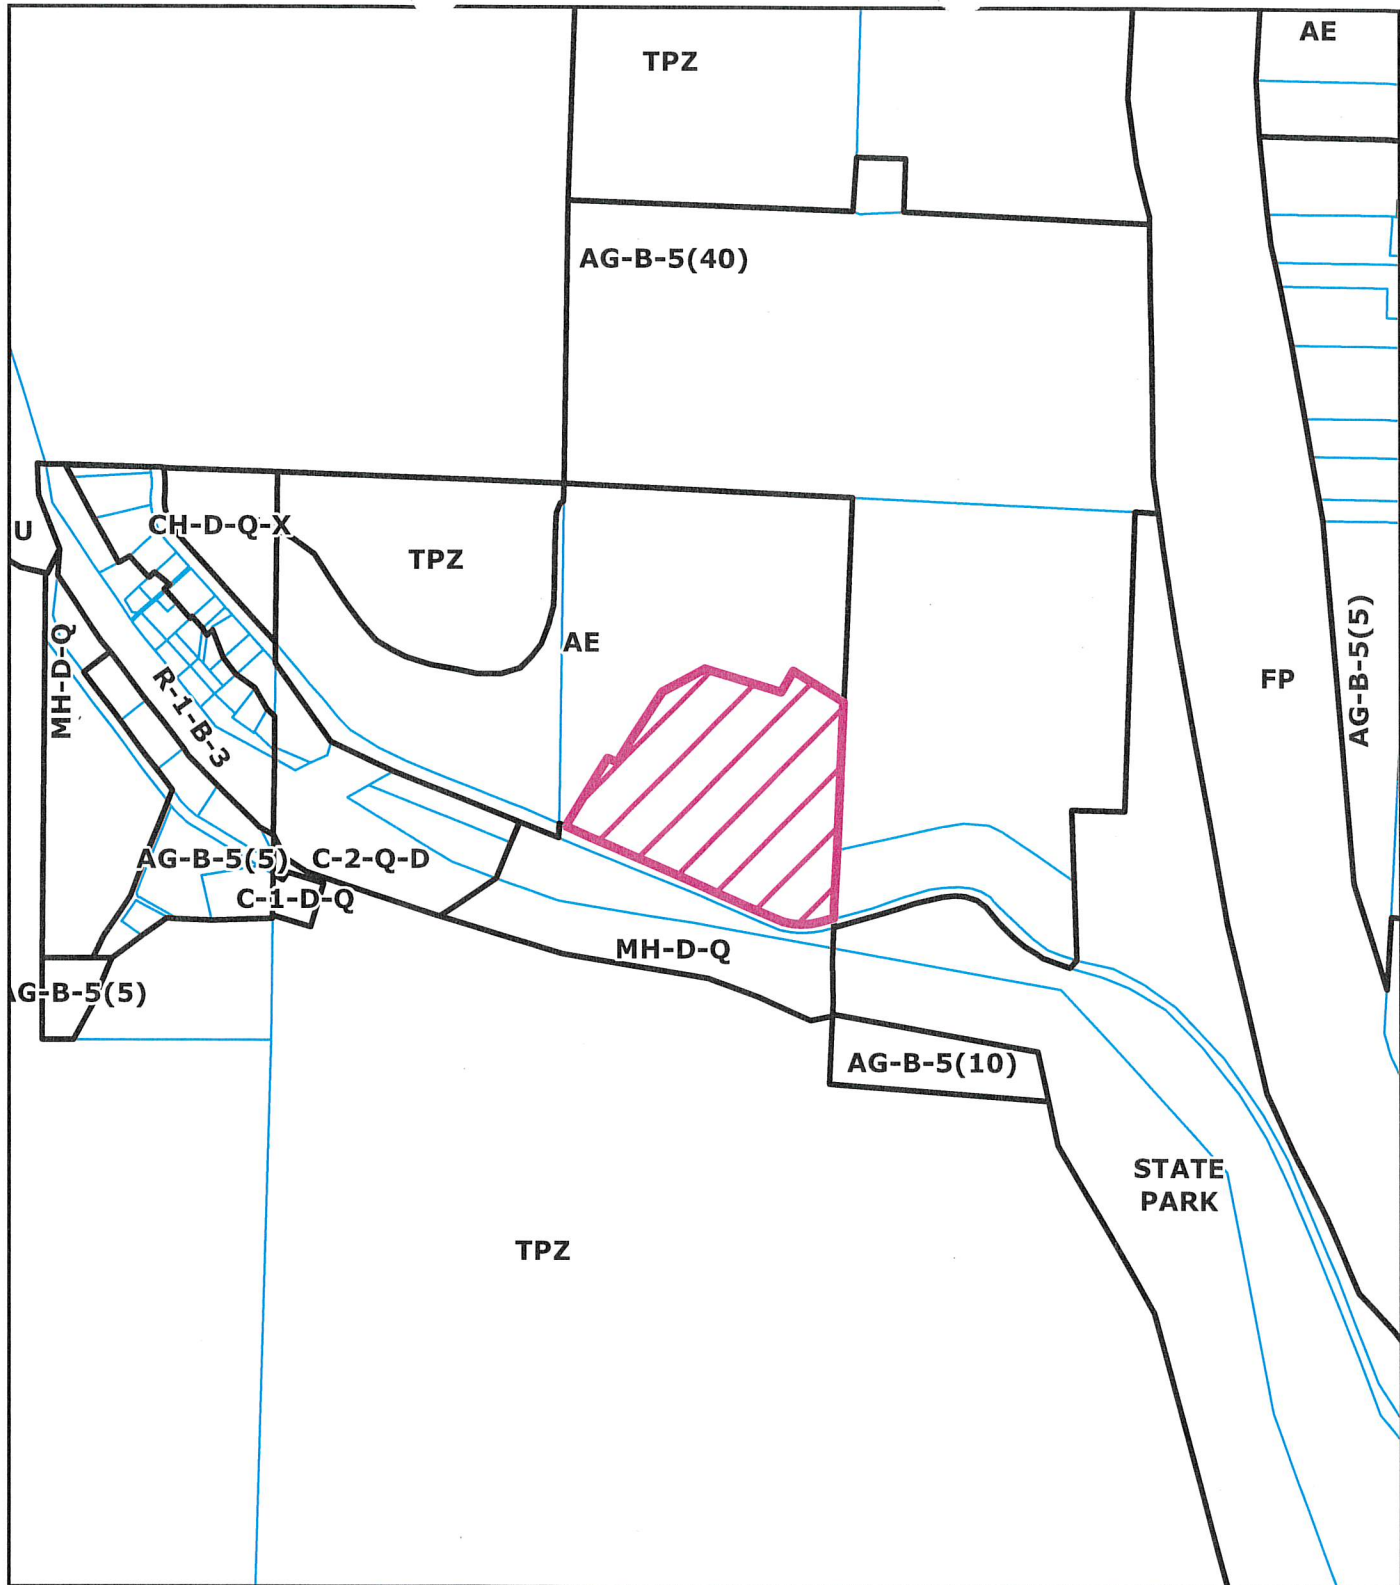 AE
TPZ
AG-B-5(40)
U
CH-D-Q-X
TPZ
AE
MH-D-Q
R-1-B-3
FP
AG-B-5(5)
AG-B-5(5)
C-2-Q-D
C-1-D-Q
MH-D-Q
AG-B-5(5)
AG-B-5(10)
STATE
PARK
TPZ